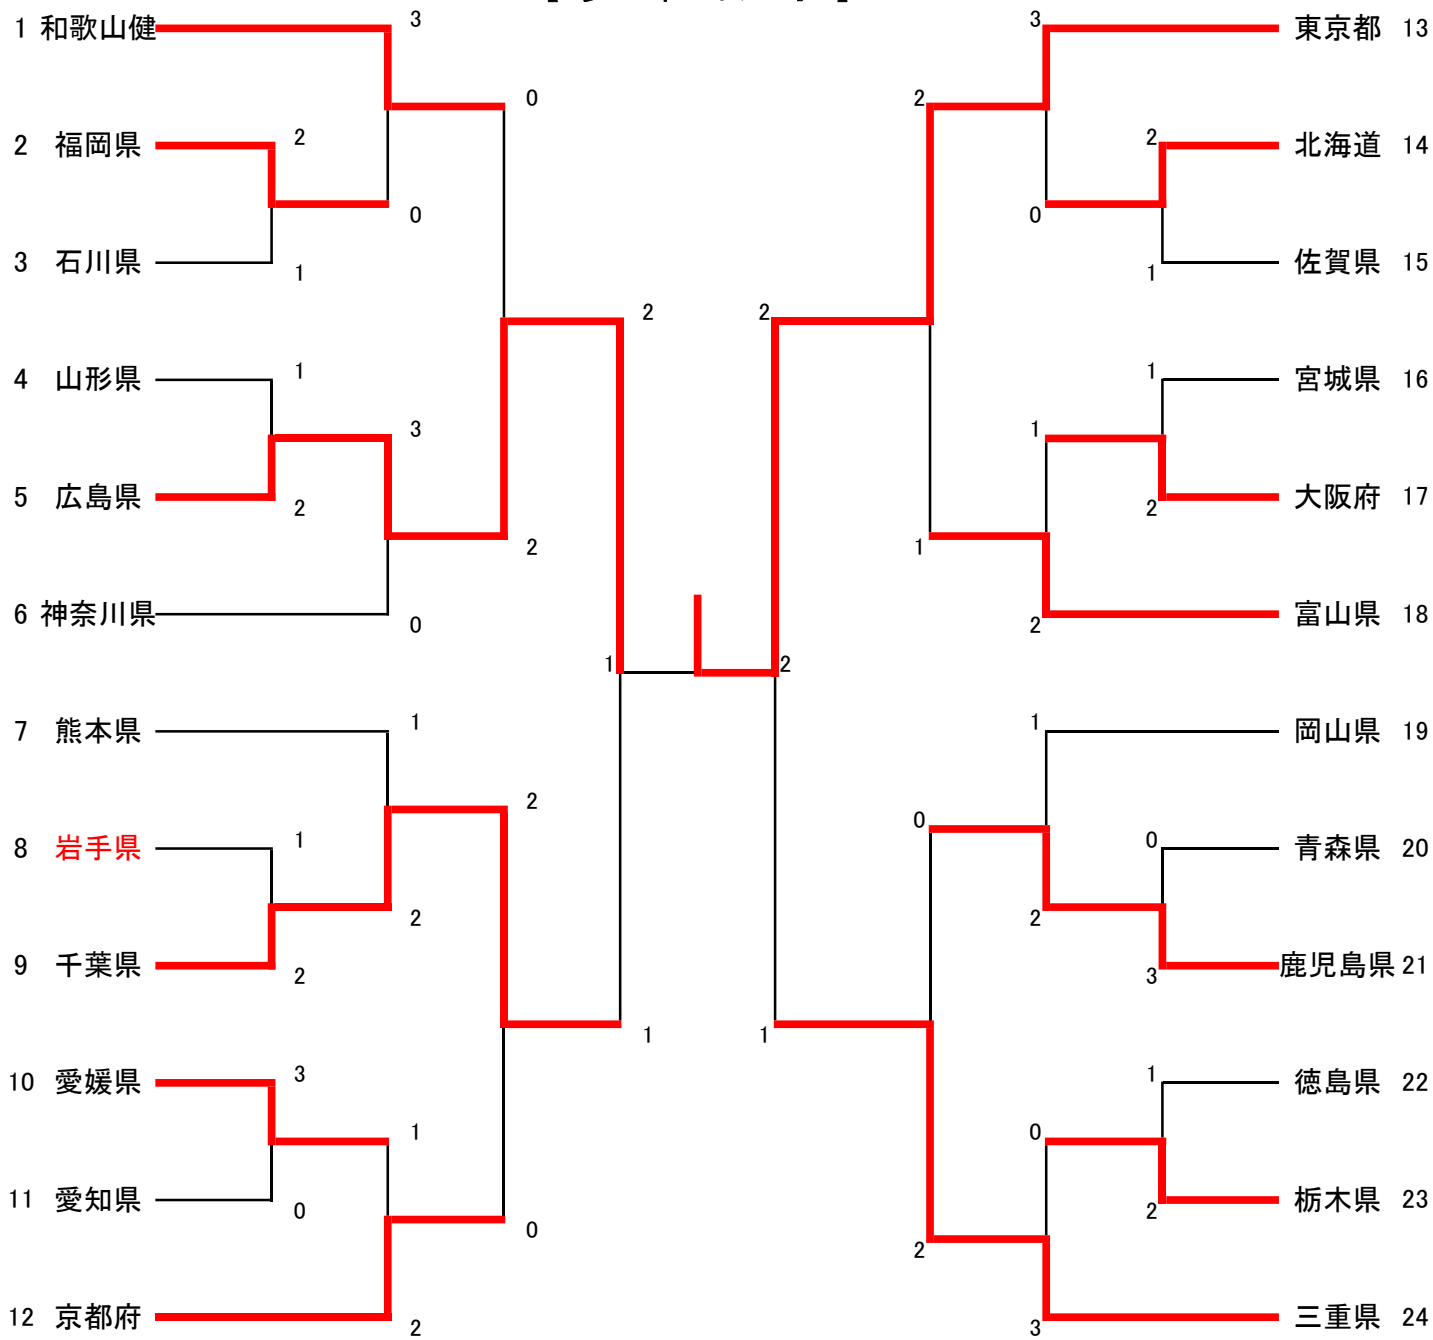 1 和歌山健 3 3 東京都 13
0 2
2 福岡県 2 2 北海道 14
0 0
3 石川県 1 1 佐賀県 15
2 2
4 山形県 1 1 宮城県 16
3 1
5 広島県 2 2 大阪府 17
2 1
6 神奈川県 0 2 富山県 18
1 2
7 熊本県 1 1 岡山県 19
2 0
8 岩手県 1 0 青森県 20
2 2
9 千葉県 2 3 鹿児島県 21
1 1
10 愛媛県 3 1 徳島県 22
1 0
11 愛知県 0 2 栃木県 23
0 2
12 京都府 2 3 三重県 24